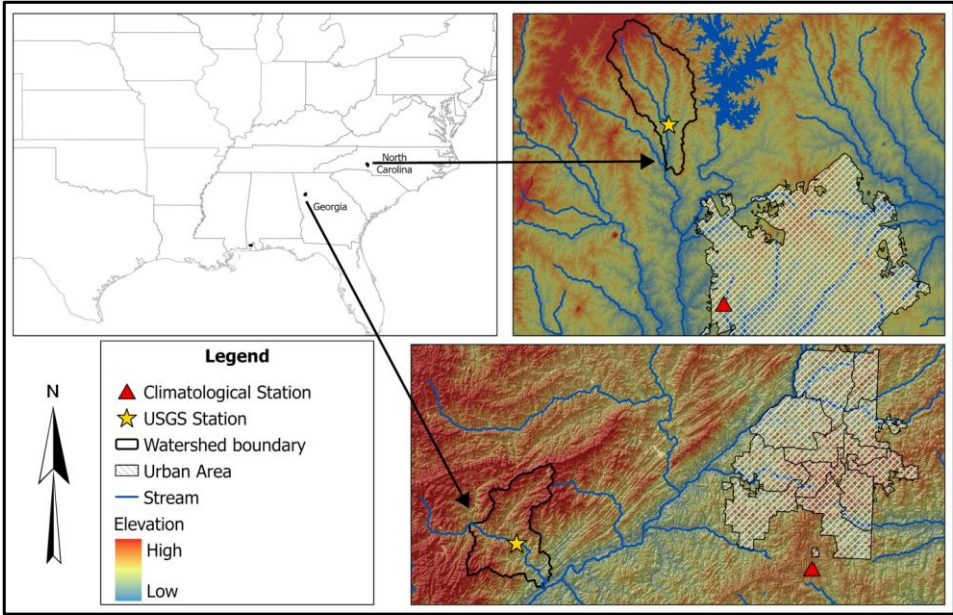 North
Carolina
Georgia
N
Legend
Climatological Station
USGS Station
Watershed boundary
Urban Area
Stream
Elevation
High
Low